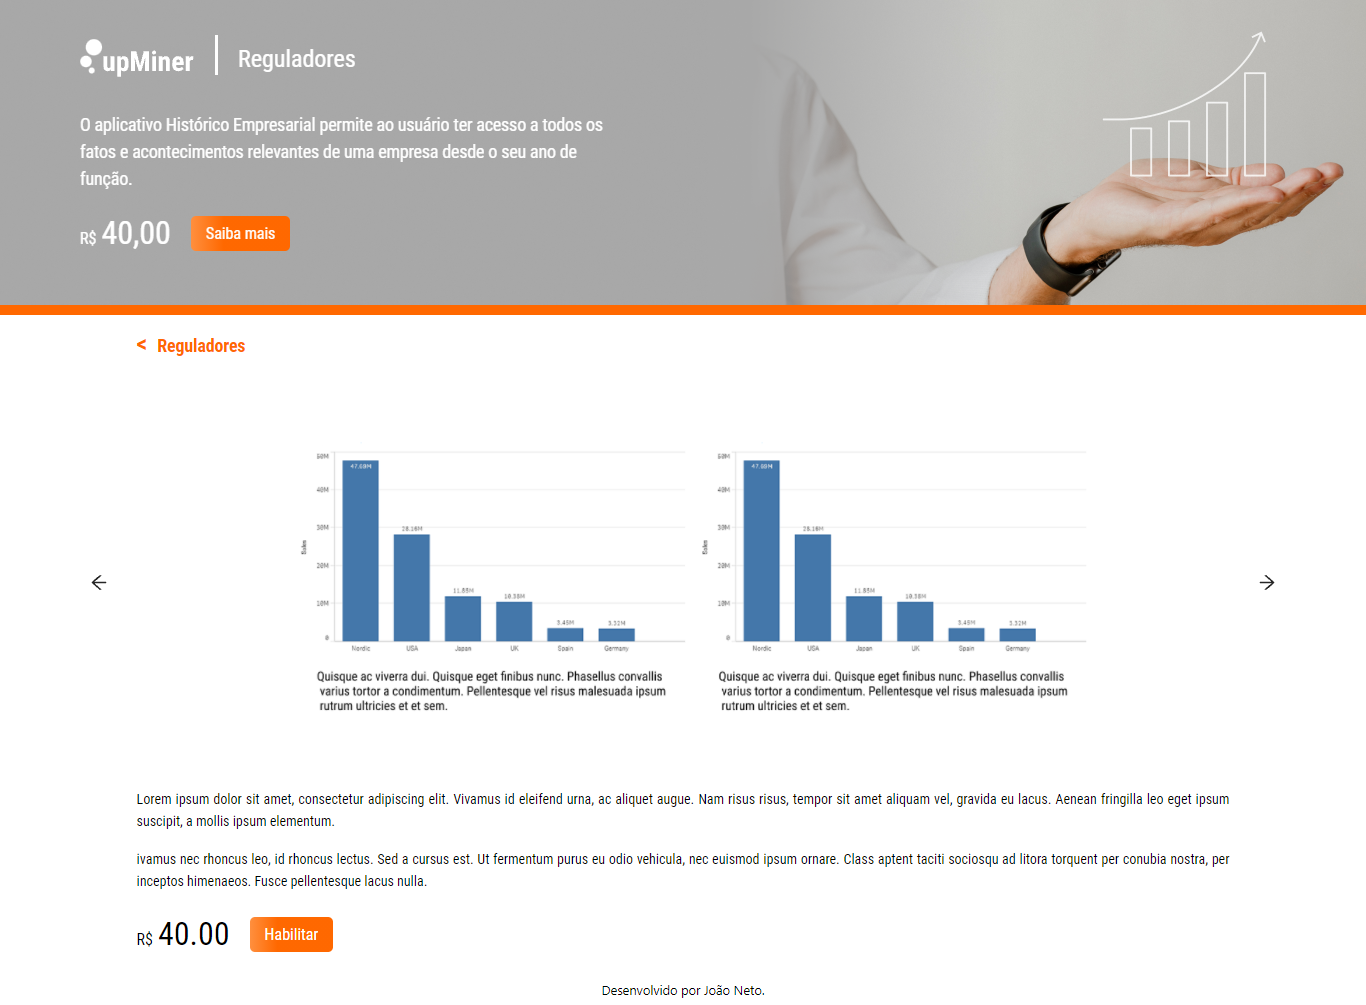 upMiner
Reguladores
O aplicativo Histórico Empresarial permite ao usuário ter acesso a todos os
fatos e acontecimentos relevantes de uma empresa desde o seu ano de
função.
R$ 40,00
Saiba mais
< Reguladores
50M
47.69M
40M
30M
28.16M
Sales
20M
11.85M
10.36M
10M
3.45M
3.32M
0
Nordic USA Japan UK Spain Germany
Quisque ac viverra dui. Quisque eget finibus nunc. Phasellus convallis
varius tortor a condimentum. Pellentesque vel risus malesuada ipsum
rutrum ultricies et et sem.
50M
47.69M
40M
30M
28.16M
Sales
20M
11.85M
10.36M
10M
3.45M
3.32M
0
Nordic USA Japan UK Spain Germany
Quisque ac viverra dui. Quisque eget finibus nunc. Phasellus convallis
varius tortor a condimentum. Pellentesque vel risus malesuada ipsum
rutrum ultricies et et sem.
Lorem ipsum dolor sit amet, consectetur adipiscing elit. Vivamus id eleifend urna, ac aliquet augue. Nam risus risus, tempor sit amet aliquam vel, gravida eu lacus. Aenean fringilla leo eget ipsum
suscipit, a mollis ipsum elementum.
ivamus nec rhoncus leo, id rhoncus lectus. Sed a cursus est. Ut fermentum purus eu odio vehicula, nec euismod ipsum ornare. Class aptent taciti sociosqu ad litora torquent per conubia nostra, per
inceptos himenaeos. Fusce pellentesque lacus nulla.
R$ 40.00
Habilitar
Desenvolvido por João Neto.